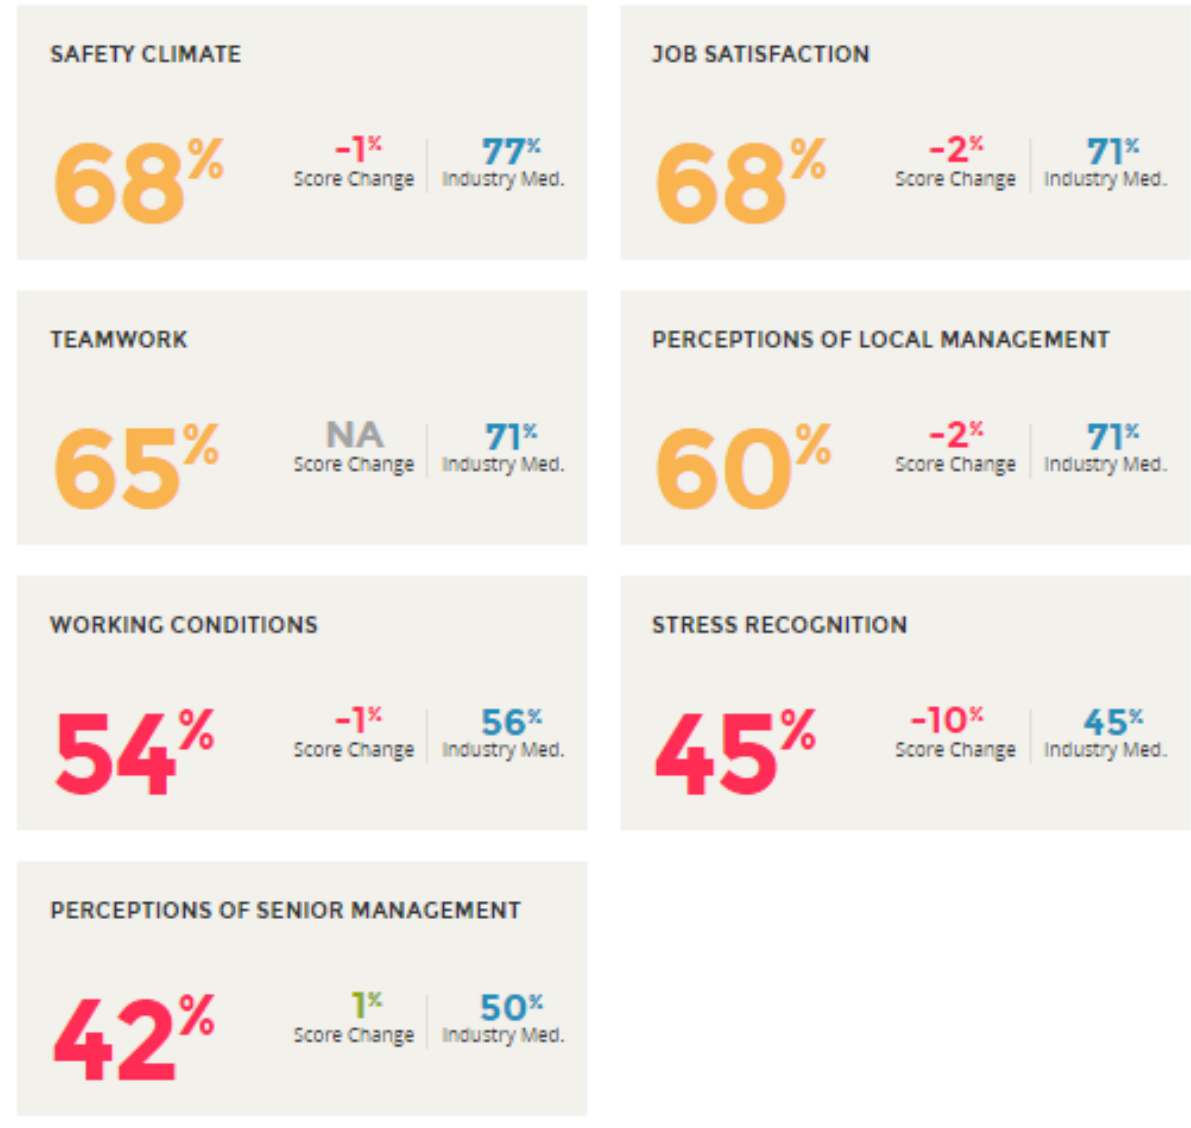 SAFETY CLIMATE
68%
-1%
Score Change
77%
Industry Med.
JOB SATISFACTION
68%
-2%
Score Change
71%
Industry Med.
TEAMWORK
65%
NA
Score Change
71%
Industry Med.
PERCEPTIONS OF LOCAL MANAGEMENT
60%
-2%
Score Change
71%
Industry Med.
WORKING CONDITIONS
54%
-1%
Score Change
56%
Industry Med.
STRESS RECOGNITION
45%
-10%
Score Change
45%
Industry Med.
PERCEPTIONS OF SENIOR MANAGEMENT
42%
1%
Score Change
50%
Industry Med.